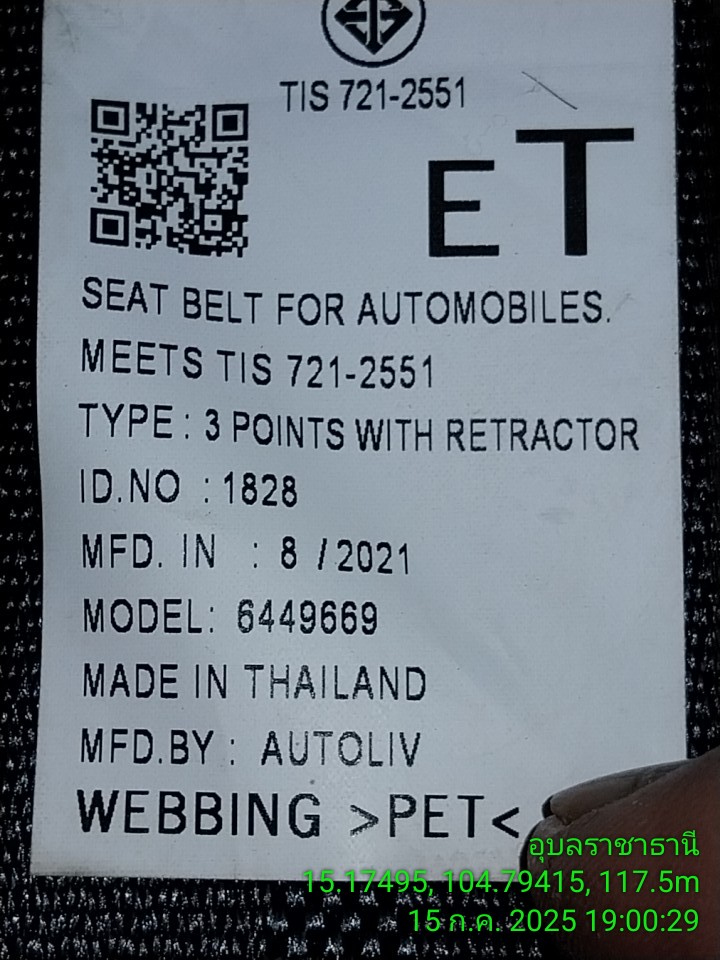 TIS 721-2551
ET
SEAT BELT FOR AUTOMOBILES.
MEETS TIS 721-2551
TYPE : 3 POINTS WITH RETRACTOR
ID.NO : 1828
MFD. IN : 8 / 2021
MODEL: 6449669
MADE IN THAILAND
MFD.BY : AUTOLIV
WEBBING >PET<
อุบลราชาธานี
15.17495, 104.79415, 117.5m
15 ก.ค. 2025 19:00:29